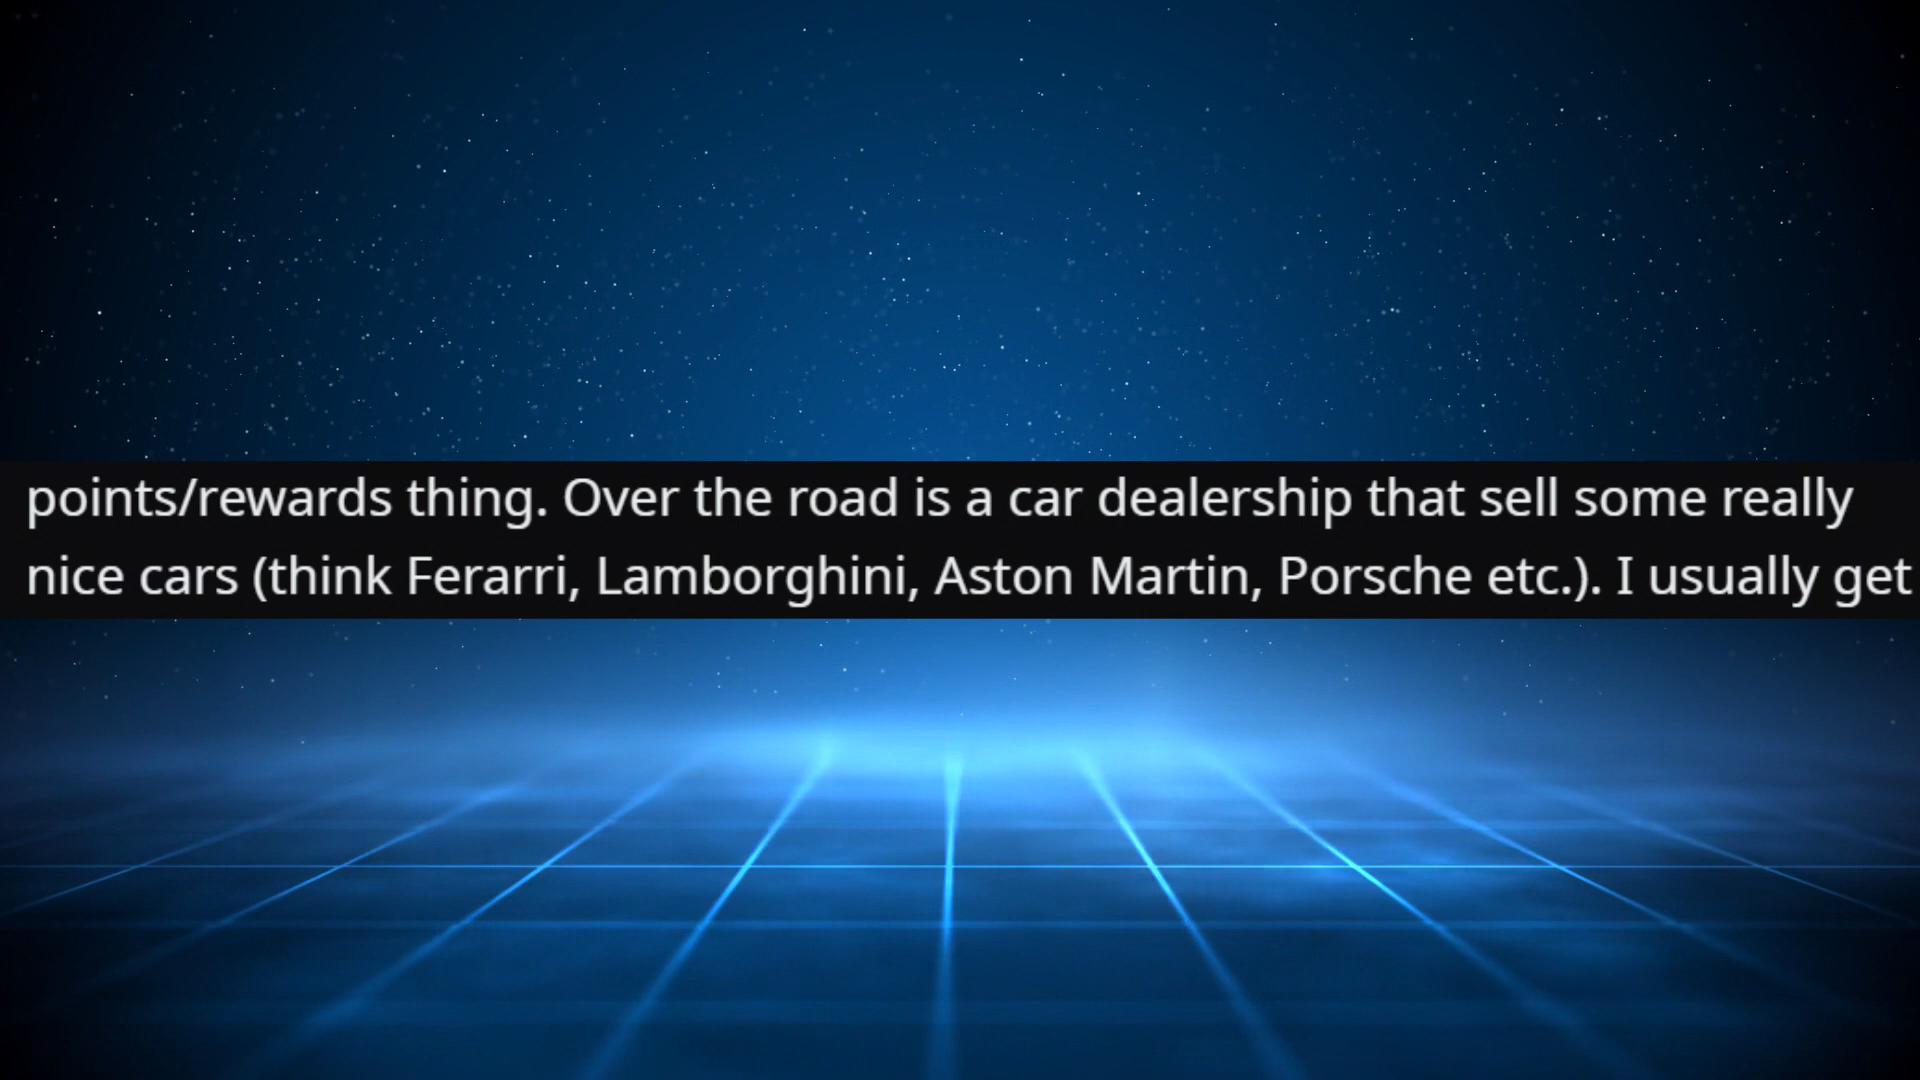 points/rewards thing. Over the road is a car dealership that sell some really
nice cars (think Ferarri, Lamborghini, Aston Martin, Porsche etc.). I usually get